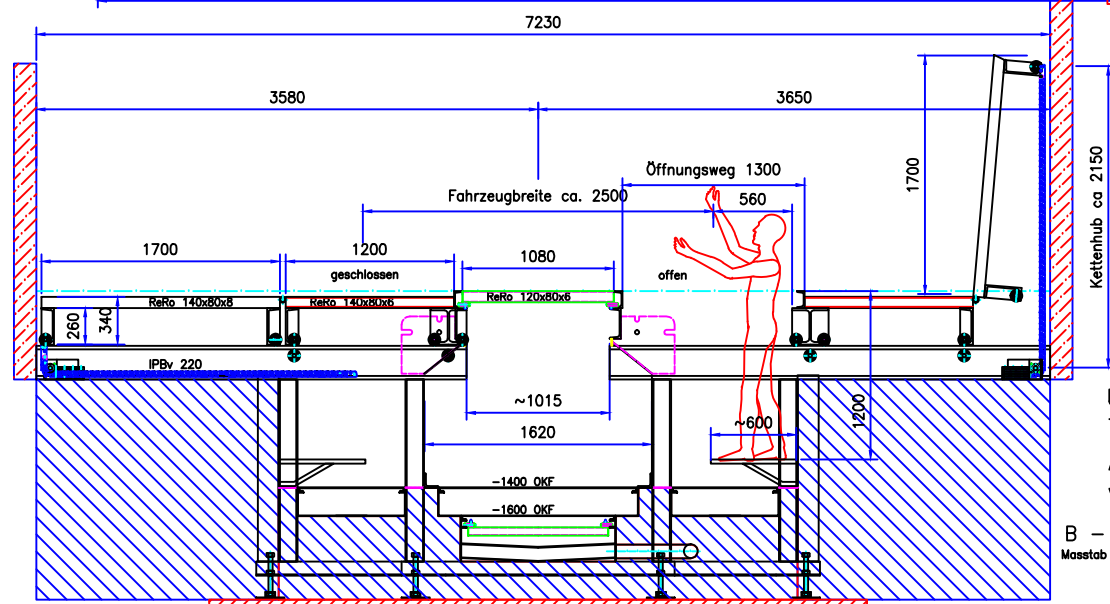 7230
3580
3650
Öffnungsweg 1300
1700
Kettenhub ca 2150
Fahrzeugbreite ca. 2500
560
1700
1200
1080
geschlossen
offen
ReRo 140x80x8
ReRo 140x80x6
ReRo 120x80x6
260
340
IPBv 220
~1015
1200
~600
1620
-1400 OKF
-1600 OKF
B -
Masstab